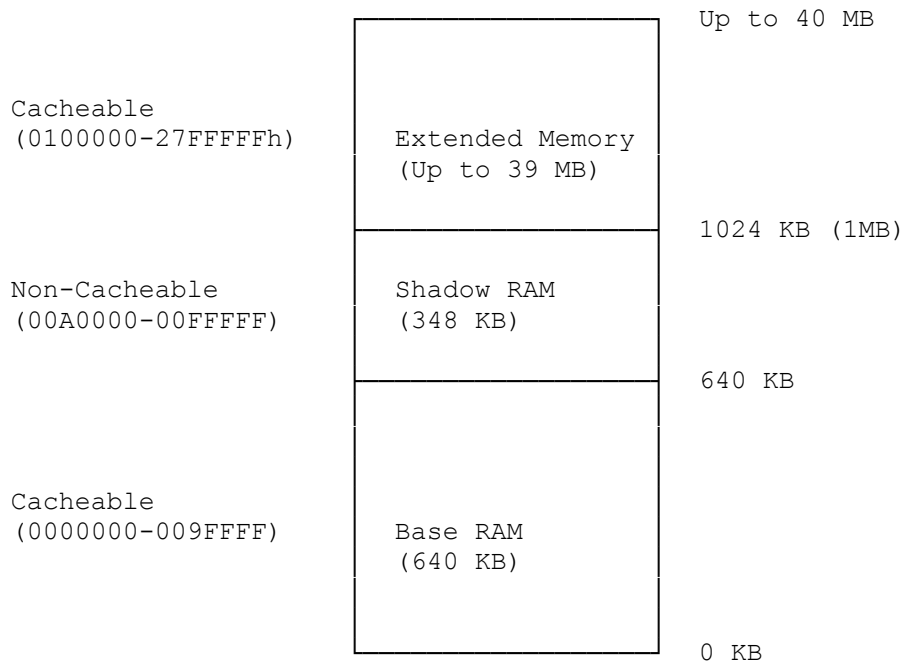 Up to 40 MB
Cacheable
(0100000-27FFFFFh) Extended Memory
(Up to 39 MB)
1024 KB (1MB)
Non-Cacheable Shadow RAM
(00A0000-00FFFFF) (348 KB)
640 KB
Cacheable
(0000000-009FFFF) Base RAM
(640 KB)
0 KB